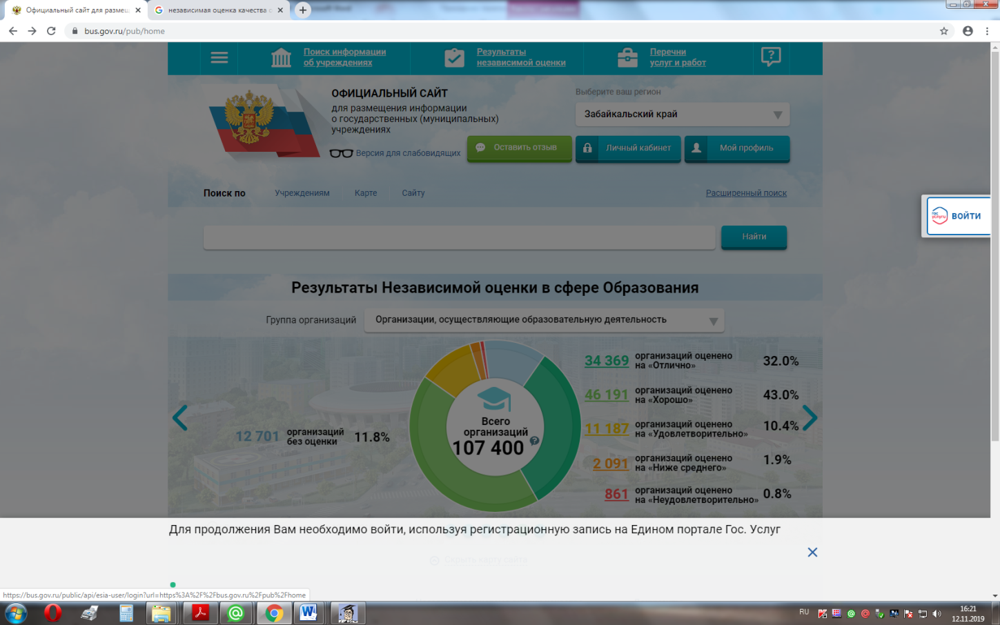 Официальный сайт для размещ
независимая оценка качества о
bus.gov.ru/pub/home
Поиск информации
об учреждениях
Результаты
независимой оценки
Перечни
услуг и работ
ОФИЦИАЛЬНЫЙ САЙТ
для размещения информации
о государственных (муниципальных)
учреждениях
Версия для слабовидящих
Выберите ваш регион
Забайкальский край
Оставить отзыв
Личный кабинет
Мой профиль
Поиск по
Учреждениям
Карте
Сайту
Расширенный поиск
гос
услуги
ВОЙТИ
Найти
Результаты Независимой оценки в сфере Образования
Группа организаций
Организации, осуществляющие образовательную деятельность
12 701 организаций
без оценки 11.8%
Всего
организаций
107 400
34 369 организаций оценено
на «Отлично» 32.0%
46 191 организаций оценено
на «Хорошо» 43.0%
11 187 организаций оценено
на «Удовлетворительно» 10.4%
2 091 организаций оценено
на «Ниже среднего» 1.9%
861 организаций оценено
на «Неудовлетворительно» 0.8%
Для продолжения Вам необходимо войти, используя регистрационную запись на Едином портале Гос. Услуг
Скрыть карту сайта
https://bus.gov.ru/public/api/esia-user/login?url=https%3A%2F%2Fbus.gov.ru%2Fpub%2Fhome
RU
16:21
12.11.2019